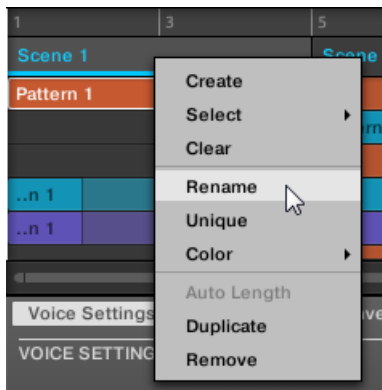 1 3 5
Scene 1 Scene
Pattern 1
Create
Select
Clear
Rename
..n 1
Unique
..n 1
Color
Auto Length
Voice Settings
Duplicate
VOICE SETTING
Remove